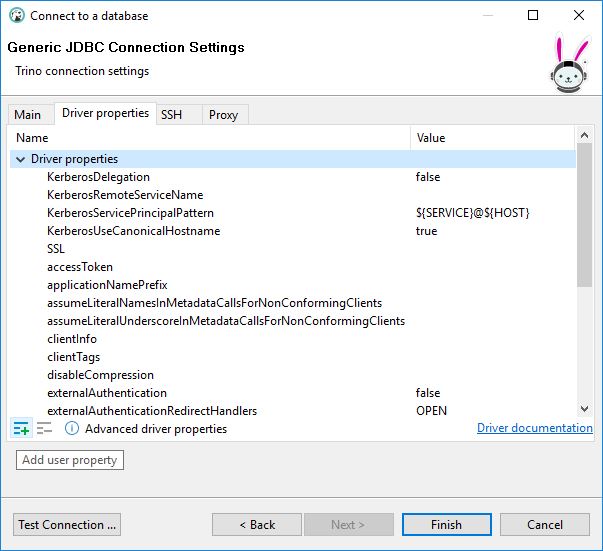 Connect to a database
Generic JDBC Connection Settings
Trino connection settings
Main Driver properties SSH Proxy
Name Value
Driver properties
KerberosDelegation false
KerberosRemoteServiceName
KerberosServicePrincipalPattern ${SERVICE}@${HOST}
KerberosUseCanonicalHostname true
SSL
accessToken
applicationNamePrefix
assumeLiteralNamesInMetadataCallsForNonConformingClients
assumeLiteralUnderscoreInMetadataCallsForNonConformingClients
clientInfo
clientTags
disableCompression
externalAuthentication false
externalAuthenticationRedirectHandlers OPEN
Advanced driver properties Driver documentation
Add user property
Test Connection ... < Back Next > Finish Cancel